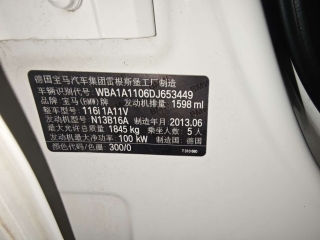 德国宝马汽车集团雷根斯堡工厂制造
车辆识别代号 WBA1A1106DJ653449
品牌 宝马(BMW) 发动机排量 1598 ml
整车型号 116i 1A11V
发动机型号 N13B16A 制造年月 2013.06
最大允许总质量 1845 kg 乘坐人数 5 人
发动机最大净功率 100 kW 制造国 德国
颜色代码/色裏 300/0